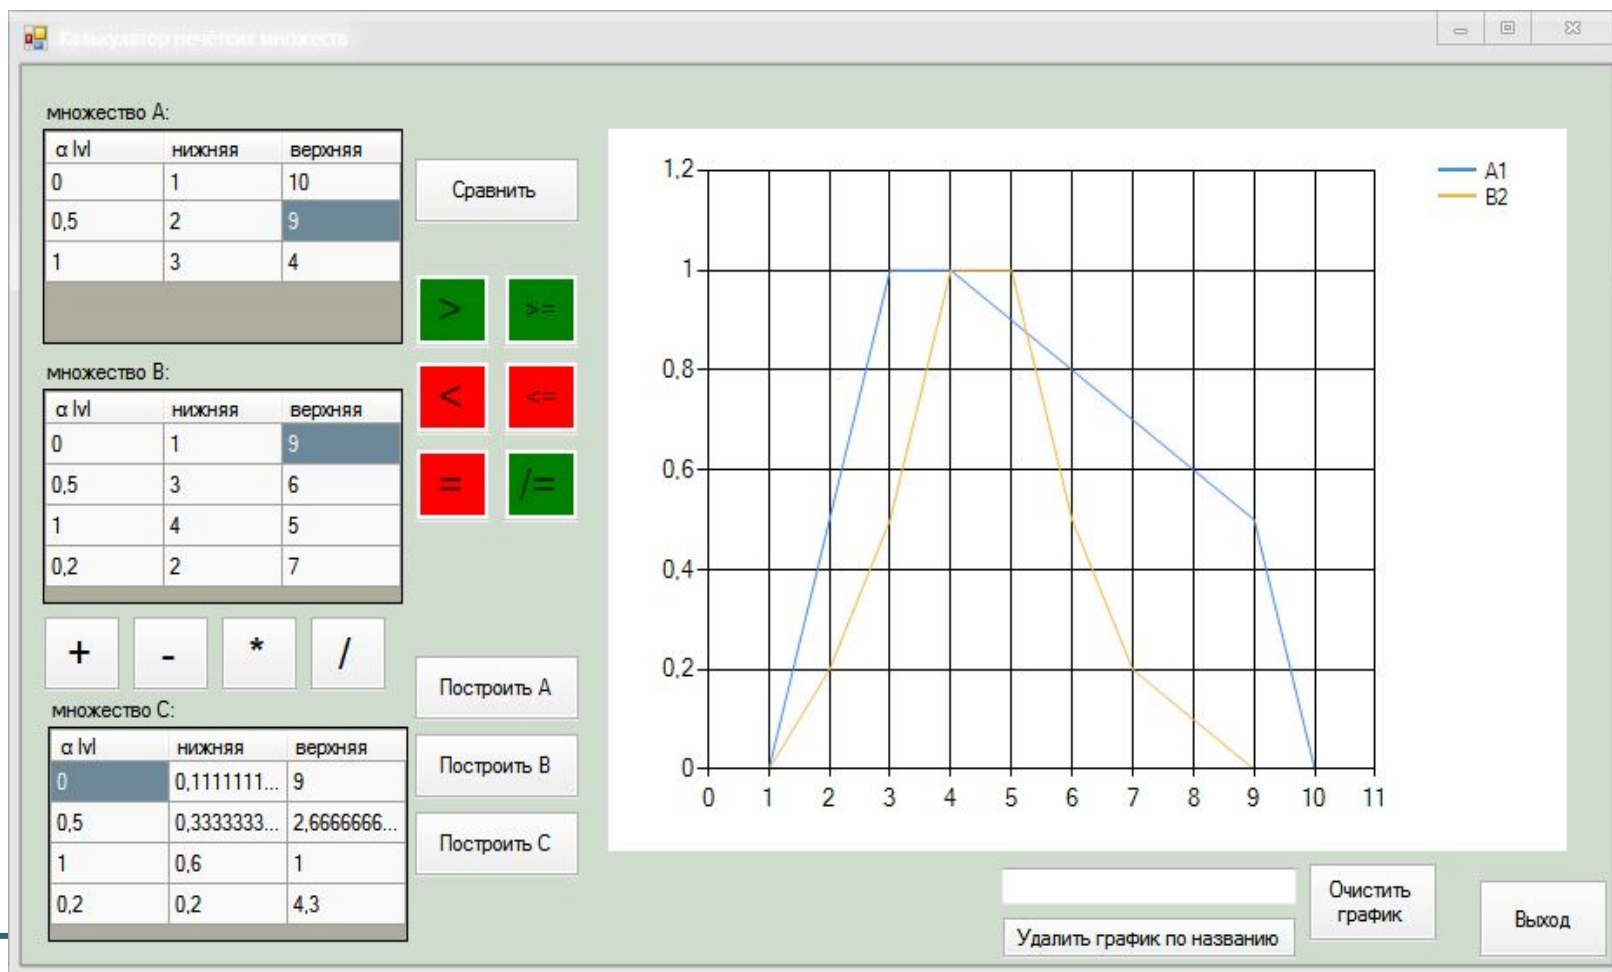 Калькулятор нечётких множеств
множество A:
α lvl нижняя верхняя
0 1 10
0,5 2 9
1 3 4
Сравнить
> >=
< <=
= /=
множество B:
α lvl нижняя верхняя
0 1 9
0,5 3 6
1 4 5
0,2 2 7
+ - * /
множество C:
α lvl нижняя верхняя
0 0,1111111... 9
0,5 0,3333333... 2,6666666...
1 0,6 1
0,2 0,2 4,3
Построить A
Построить B
Построить C
1,2
1
0,8
0,6
0,4
0,2
0
0 1 2 3 4 5 6 7 8 9 10 11
A1
B2
Удалить график по названию
Очистить
график
Выход